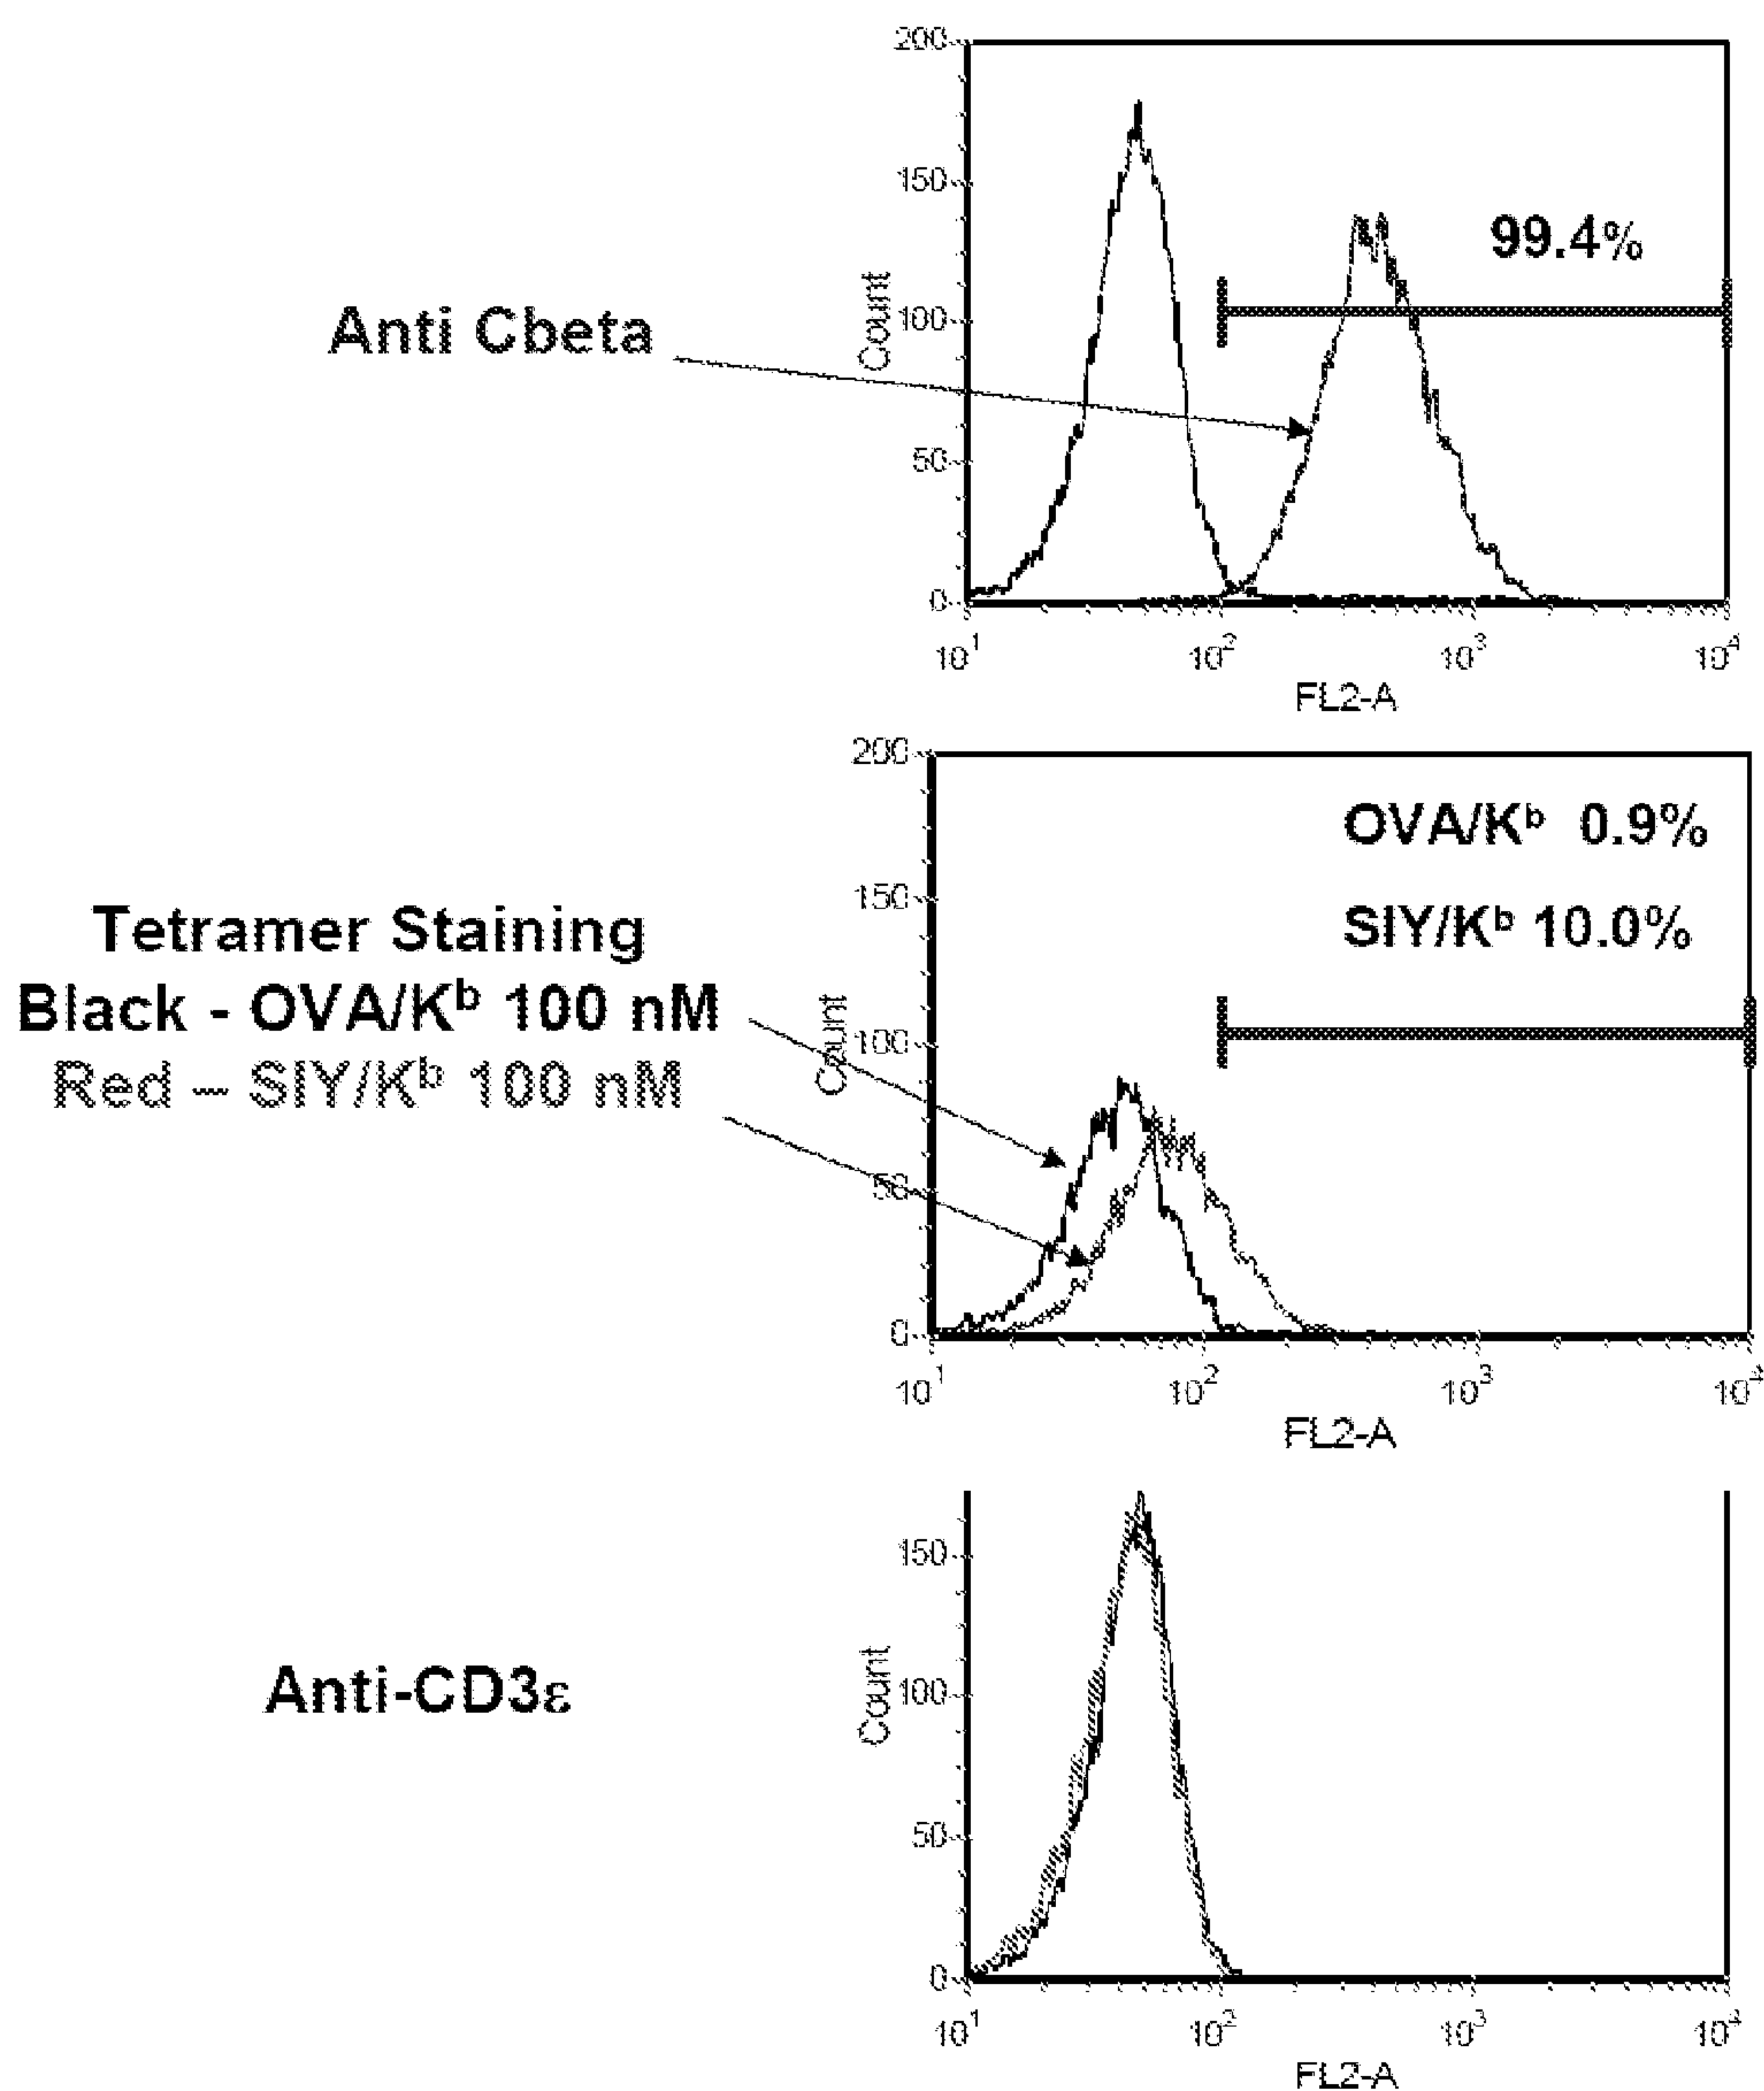 200
150
100
50
0
Count
Anti Cbeta
99.4%
10¹ 10² 10³ 10⁴
FL2-A
200
150
100
50
0
Count
OVA/Kᵇ 0.9%
SIY/Kᵇ 10.0%
Tetramer Staining
Black - OVA/Kᵇ 100 nM
Red – SIY/Kᵇ 100 nM
10¹ 10² 10³ 10⁴
FL2-A
150
100
50
0
Count
Anti-CD3ε
10¹ 10² 10³ 10⁴
FL2-A